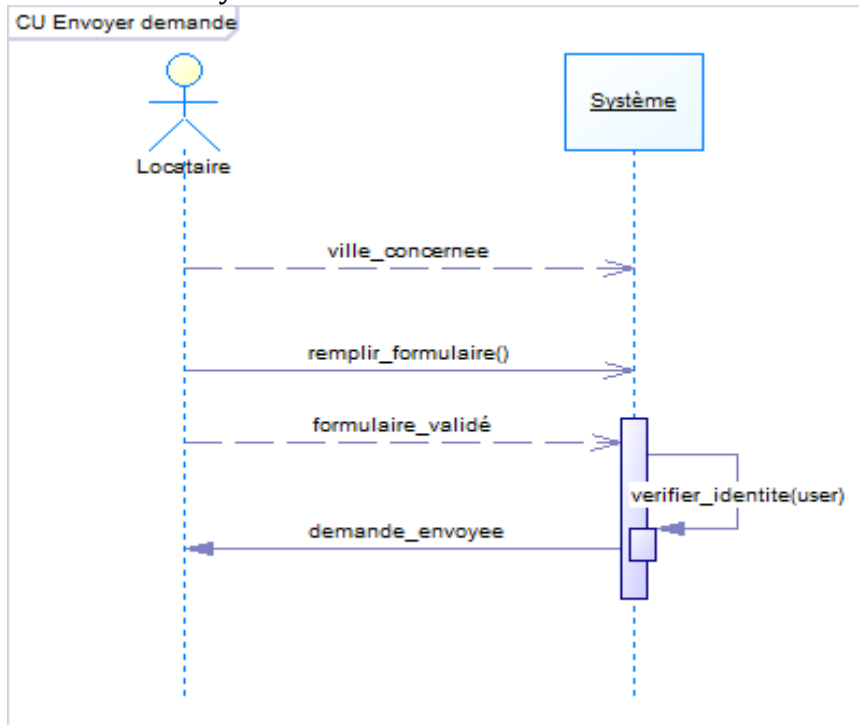 CU Envoyer demande
Système
Locataire
ville_concernee
remplir_formulaire()
formulaire_validé
verifier_identite(user)
demande_envoyee